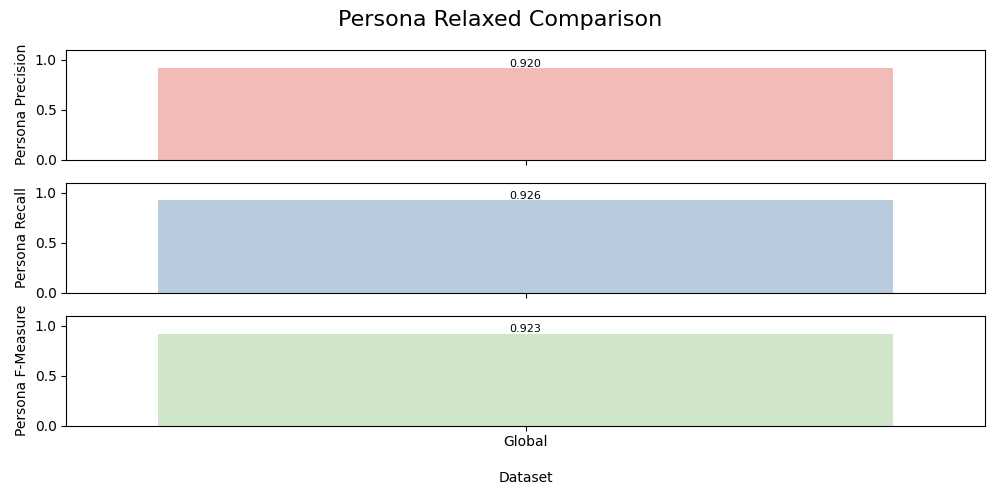 Persona Relaxed Comparison
Persona Precision
1.0
0.5
0.0
0.920
Persona Recall
1.0
0.5
0.0
0.926
Persona F-Measure
1.0
0.5
0.0
0.923
Global
Dataset